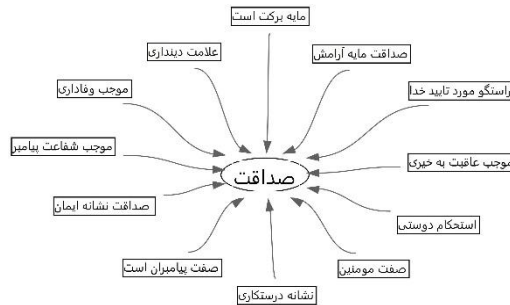 مایه برکت است
علامت دینداری
صداقت مایه آرامش
موجب وفاداری
راستگو مورد تایید خدا
موجب شفاعت پیامبر
موجب عاقبت به خیری
صداقت
صداقت نشانه ایمان
استحکام دوستی
صفت پیامبران است
صفت مومنین
نشانه درستکاری